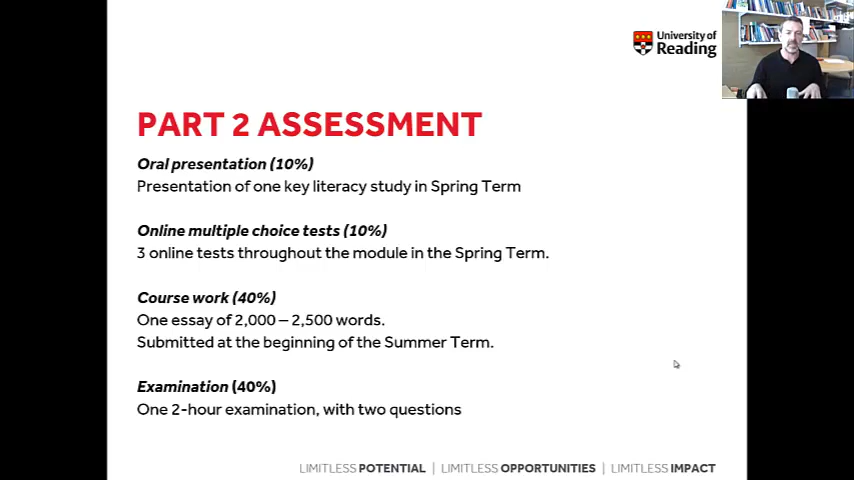 University of
Reading
PART 2 ASSESSMENT
Oral presentation (10%)
Presentation of one key literacy study in Spring Term
Online multiple choice tests (10%)
3 online tests throughout the module in the Spring Term.
Course work (40%)
One essay of 2,000 – 2,500 words.
Submitted at the beginning of the Summer Term.
Examination (40%)
One 2-hour examination, with two questions
LIMITLESS POTENTIAL | LIMITLESS OPPORTUNITIES | LIMITLESS IMPACT